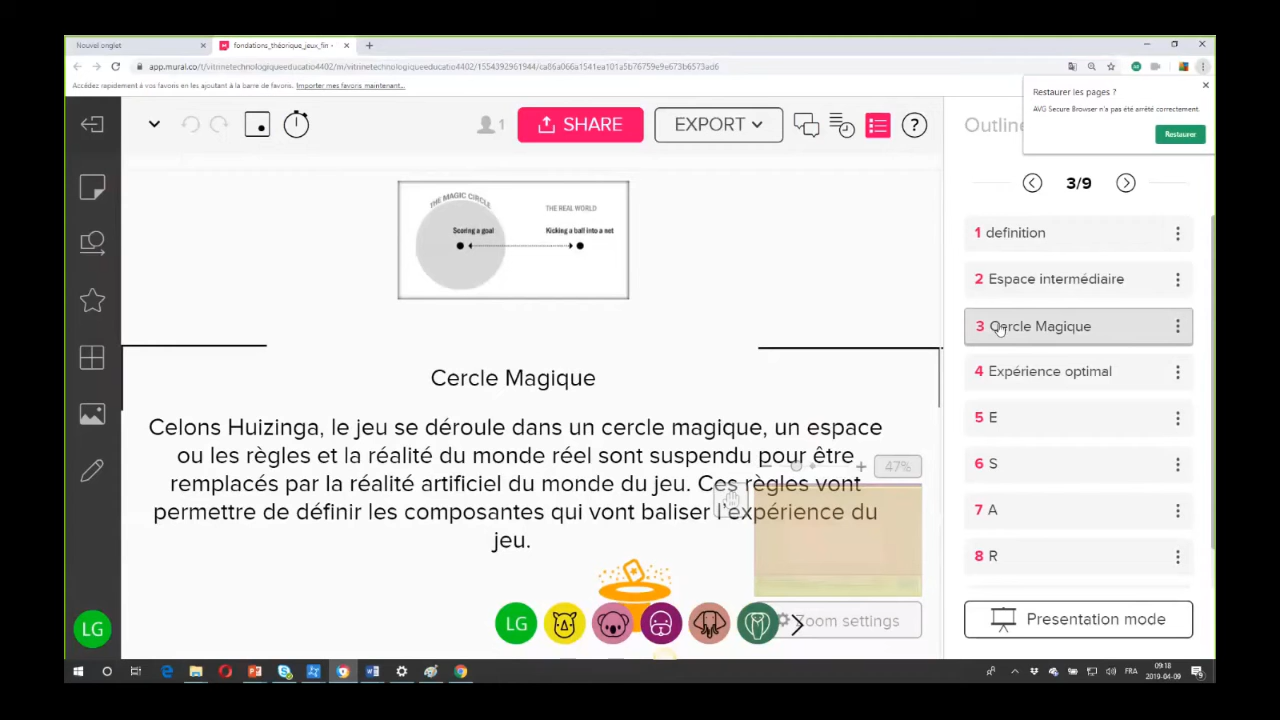 Nouvel onglet
fondations_théorique_jeux_fin
app.mural.co/t/vitrinetechnologiqueeducatio4402/m/vitrinetechnologiqueeducatio4402/1554392961944/ca86a066a1541ea101a5b76759e9e673b6573ad6
Accédez rapidement à vos favoris en les ajoutant à la barre de favoris. Importer mes favoris maintenant...
Restaurer les pages ?
AVG Secure Browser n'a pas été arrêté correctement.
Restaurer
1
SHARE
EXPORT
?
Outline
3/9
THE MAGIC CIRCLE
THE REAL WORLD
Scoring a goal
Kicking a ball into a net
1 definition
2 Espace intermédiaire
3 Cercle Magique
4 Expérience optimal
5 E
6 S
7 A
8 R
Cercle Magique
Celons Huizinga, le jeu se déroule dans un cercle magique, un espace
ou les règles et la réalité du monde réel sont suspendu pour être
remplacés par la réalité artificiel du monde du jeu. Ces règles vont
permettre de définir les composantes qui vont baliser l'expérience du
jeu.
47%
LG
LG
Zoom settings
Presentation mode
FRA
09:18
2019-04-09